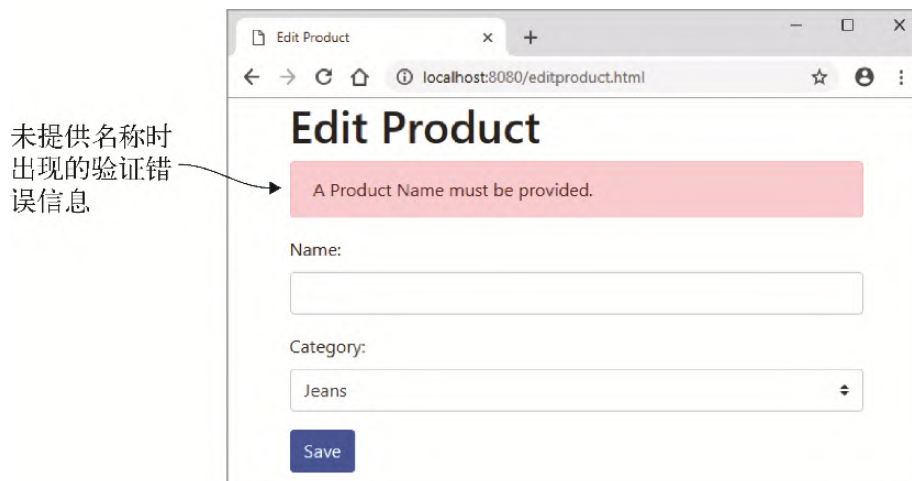 Edit Product
localhost:8080/editproduct.html
Edit Product
未提供名称时
出现的验证错
误信息
A Product Name must be provided.
Name:
Category:
Jeans
Save